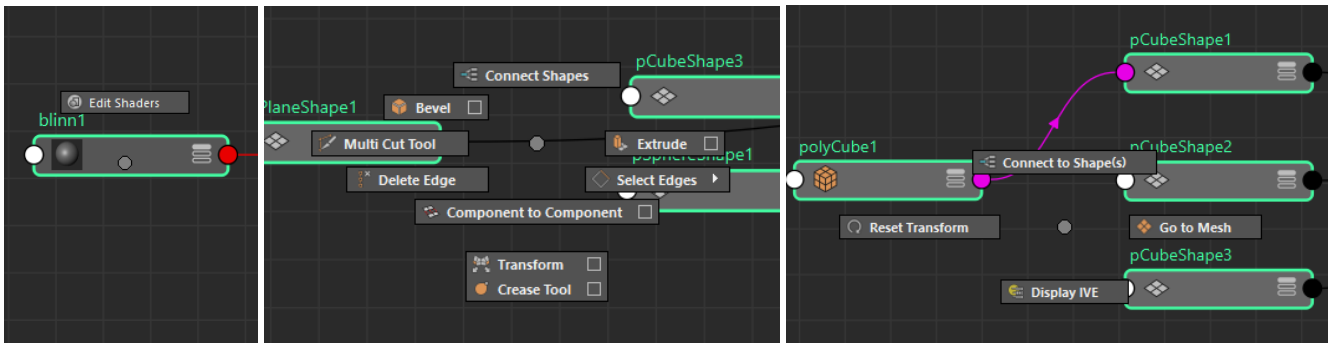 Edit Shaders
blinn1
pCubeShape3
Connect Shapes
PlaneShape1
Bevel
Multi Cut Tool
Extrude
pSphereShape1
Delete Edge
Select Edges
Component to Component
Transform
Crease Tool
pCubeShape1
polyCube1
pCubeShape2
Connect to Shape(s)
Reset Transform
Go to Mesh
pCubeShape3
Display IVE